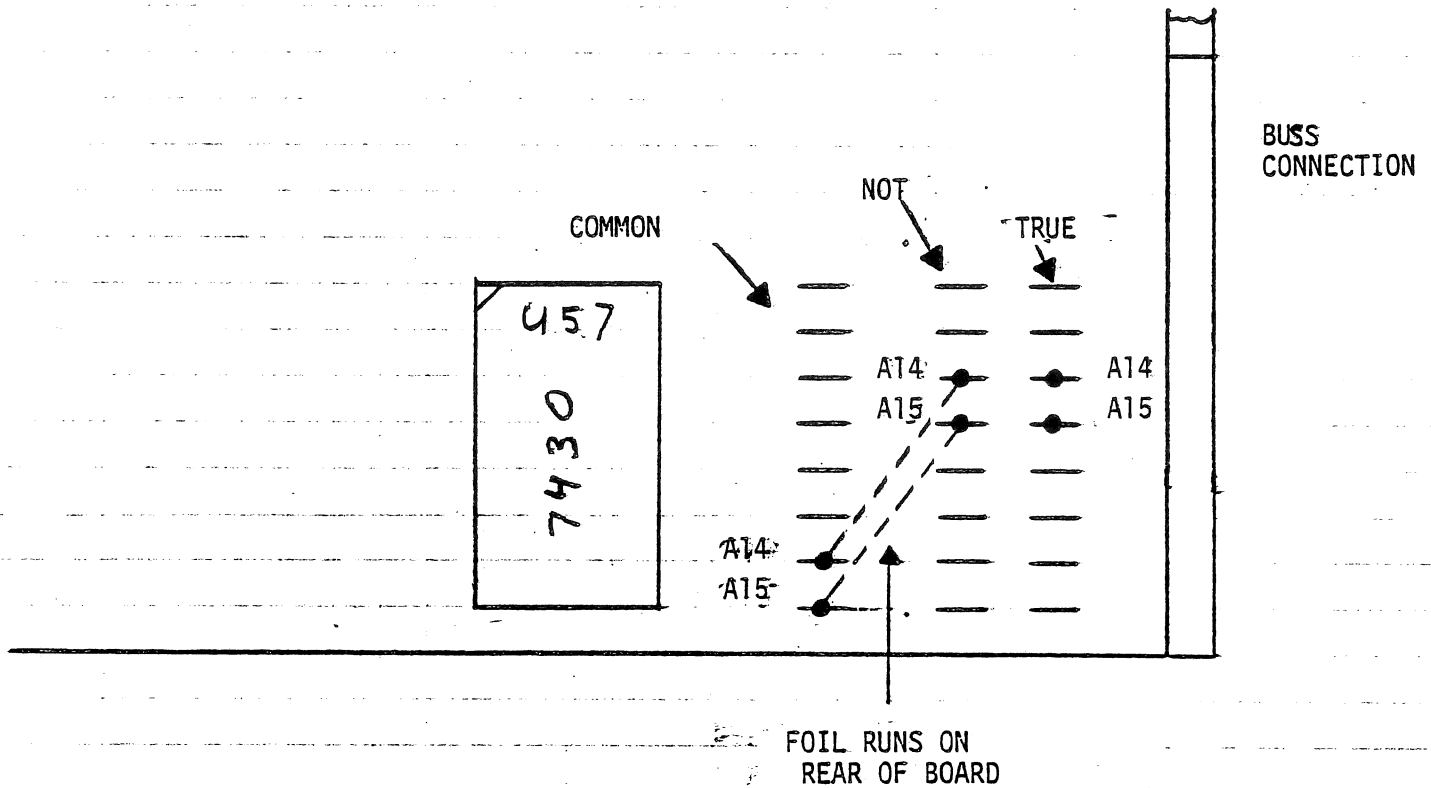 BUSS
CONNECTION
NOT
COMMON
TRUE
U57
7430
A14
A14
A15
A15
A14
A15
FOIL RUNS ON
REAR OF BOARD